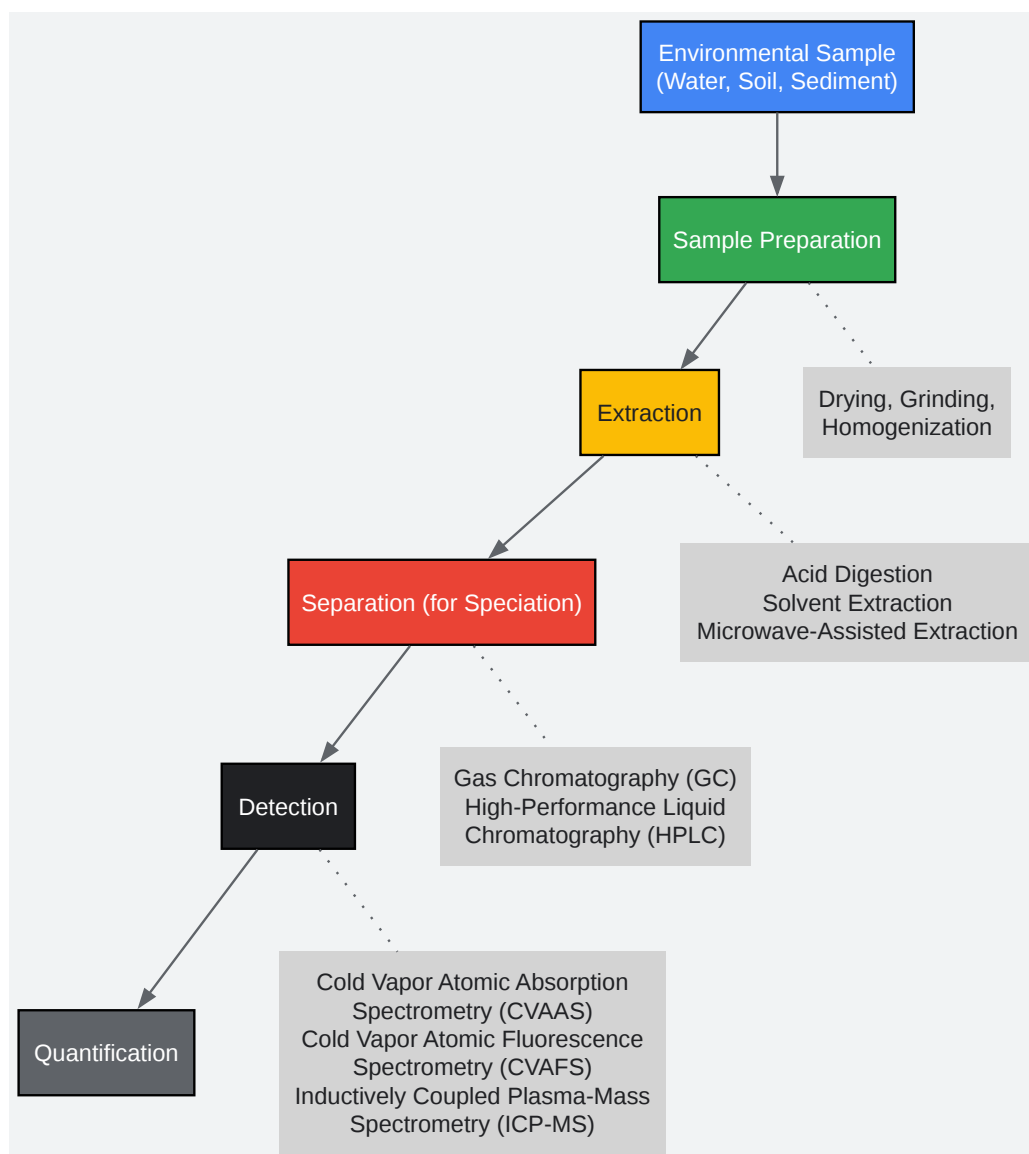 Environmental Sample
(Water, Soil, Sediment)
Sample Preparation
Extraction
Drying, Grinding,
Homogenization
Separation (for Speciation)
Acid Digestion
Solvent Extraction
Microwave-Assisted Extraction
Detection
Gas Chromatography (GC)
High-Performance Liquid
Chromatography (HPLC)
Quantification
Cold Vapor Atomic Absorption
Spectrometry (CVAAS)
Cold Vapor Atomic Fluorescence
Spectrometry (CVAFS)
Inductively Coupled Plasma-Mass
Spectrometry (ICP-MS)